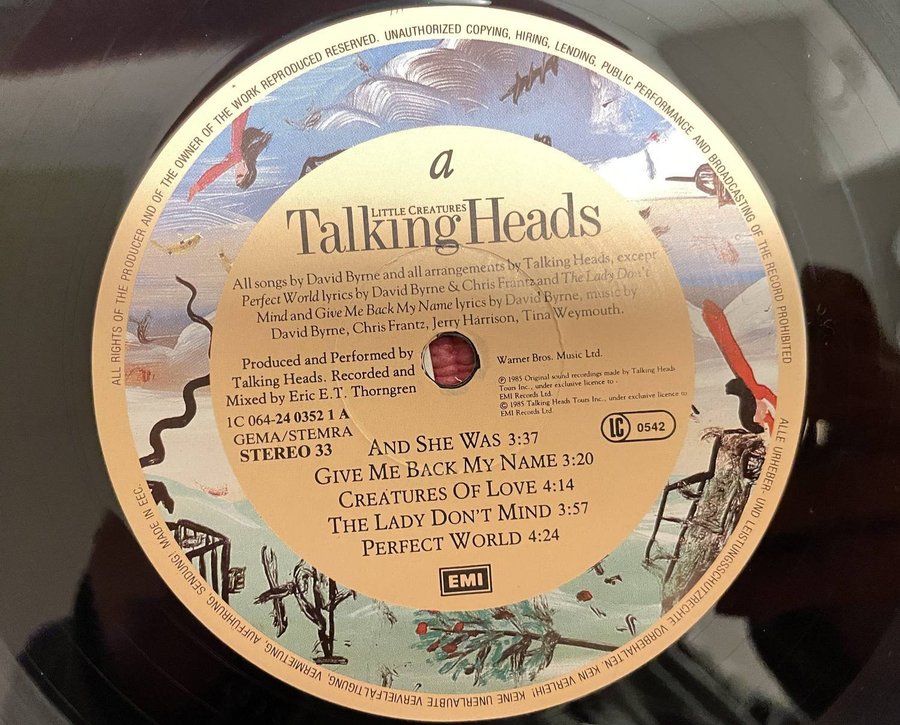 ALL RIGHTS OF THE PRODUCER AND OF THE OWNER OF THE WORK REPRODUCED RESERVED. UNAUTHORIZED COPYING, HIRING, LENDING, PUBLIC PERFORMANCE AND BROADCASTING OF THE RECORD PROHIBITED
a
LITTLE CREATURES
Talking Heads
All songs by David Byrne and all arrangements by Talking Heads, except
Perfect World lyrics by David Byrne & Chris Frantz and The Lady Don't
Mind and Give Me Back My Name lyrics by David Byrne, music by
David Byrne, Chris Frantz, Jerry Harrison, Tina Weymouth.
Produced and Performed by
Talking Heads. Recorded and
Mixed by Eric E.T. Thorngren
Warner Bros. Music Ltd.
℗ 1985 Original sound recordings made by Talking Heads
Tours Inc., under exclusive licence to
EMI Records Ltd.
© 1985 Talking Heads Tours Inc., under exclusive licence to
EMI Records Ltd.
1C 064-24 0352 1 A
GEMA/STEMRA
STEREO 33
LC 0542
AND SHE WAS 3:37
GIVE ME BACK MY NAME 3:20
CREATURES OF LOVE 4:14
THE LADY DON'T MIND 3:57
PERFECT WORLD 4:24
EMI
ALLE URHEBER- UND LEISTUNGSSCHUTZRECHTE VORBEHALTEN. KEIN VERLEIH! KEINE UNERLAUBTE VERVIELFÄLTIGUNG, VERMIETUNG, AUFFÜHRUNG, SENDUNG! MADE IN EEC.